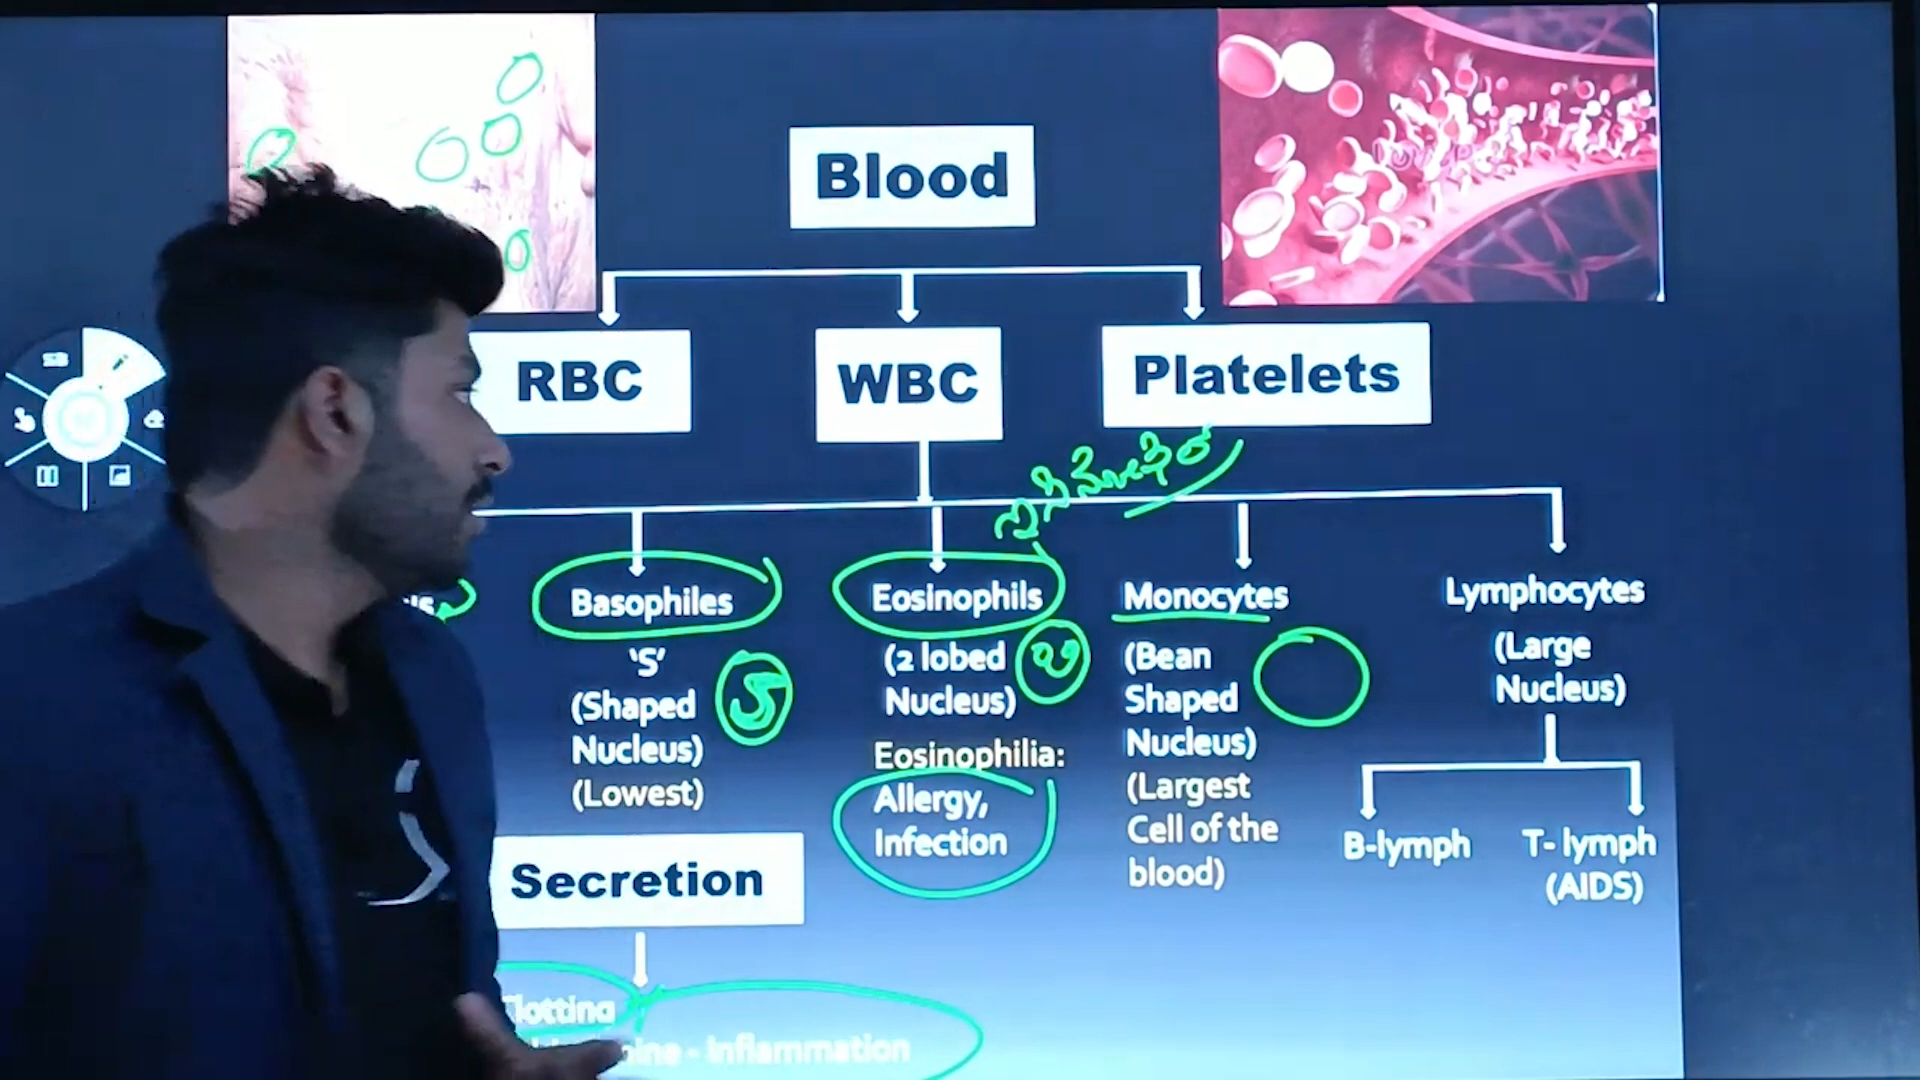 Blood
RBC
WBC
Platelets
Basophiles
'S'
(Shaped
Nucleus)
(Lowest)
S
Eosinophils
(2 lobed
Nucleus)
Eosinophilia:
Allergy,
Infection
Monocytes
(Bean
Shaped
Nucleus)
(Largest
Cell of the
blood)
Lymphocytes
(Large
Nucleus)
B-lymph
T- lymph
(AIDS)
Secretion
- Inflammation